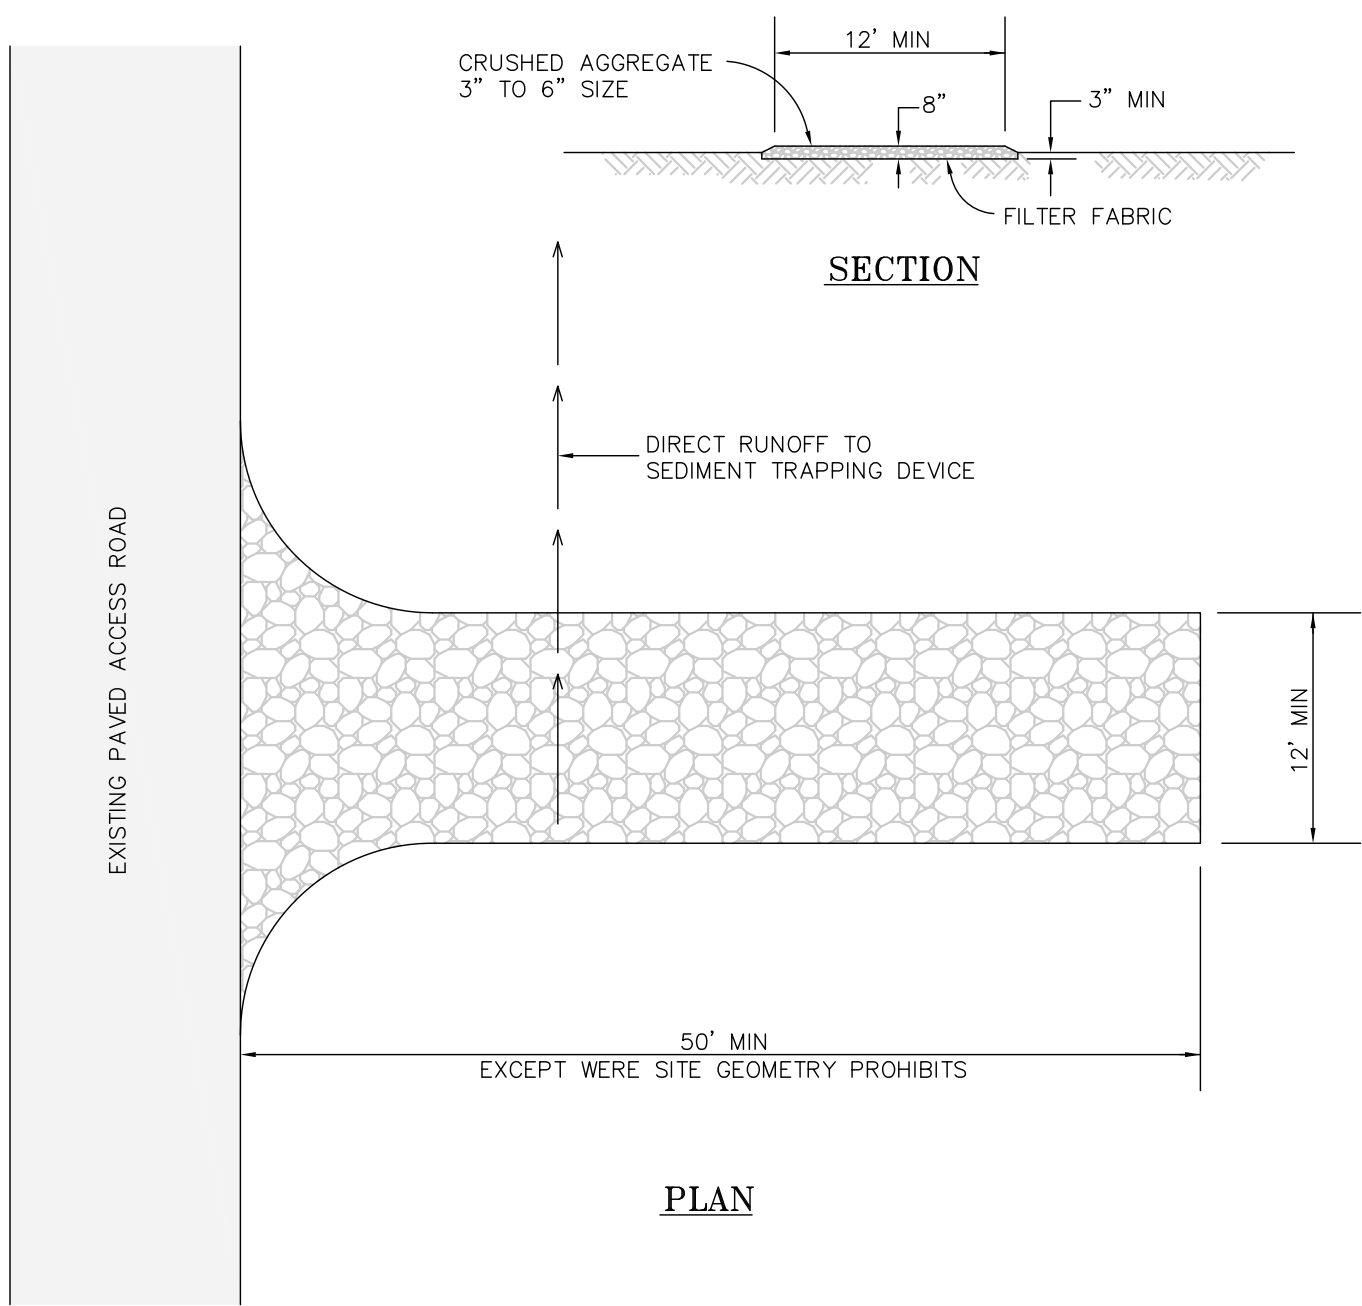 12’ MIN
CRUSHED AGGREGATE
3” TO 6” SIZE
8”
3” MIN
FILTER FABRIC
SECTION
DIRECT RUNOFF TO
SEDIMENT TRAPPING DEVICE
EXISTING PAVED ACCESS ROAD
12’ MIN
50’ MIN
EXCEPT WERE SITE GEOMETRY PROHIBITS
PLAN